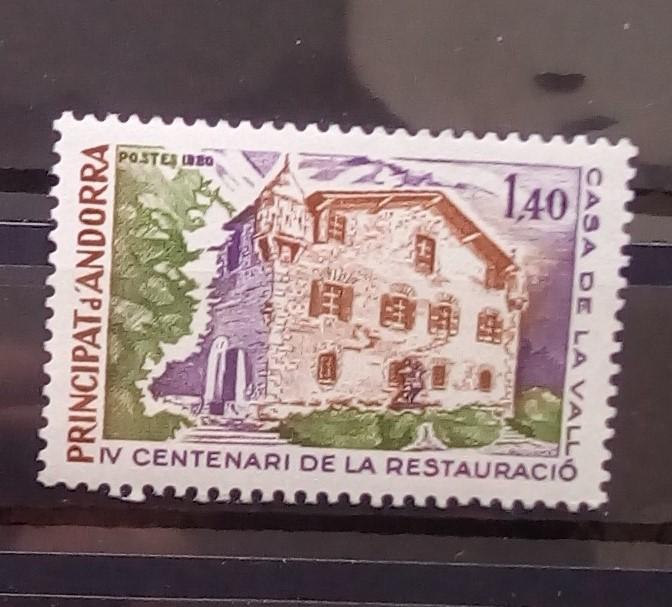 PRINCIPAT d'ANDORRA
POSTES 1980
1,40
CASA DE LA VALL
IV CENTENARI DE LA RESTAURACIÓ